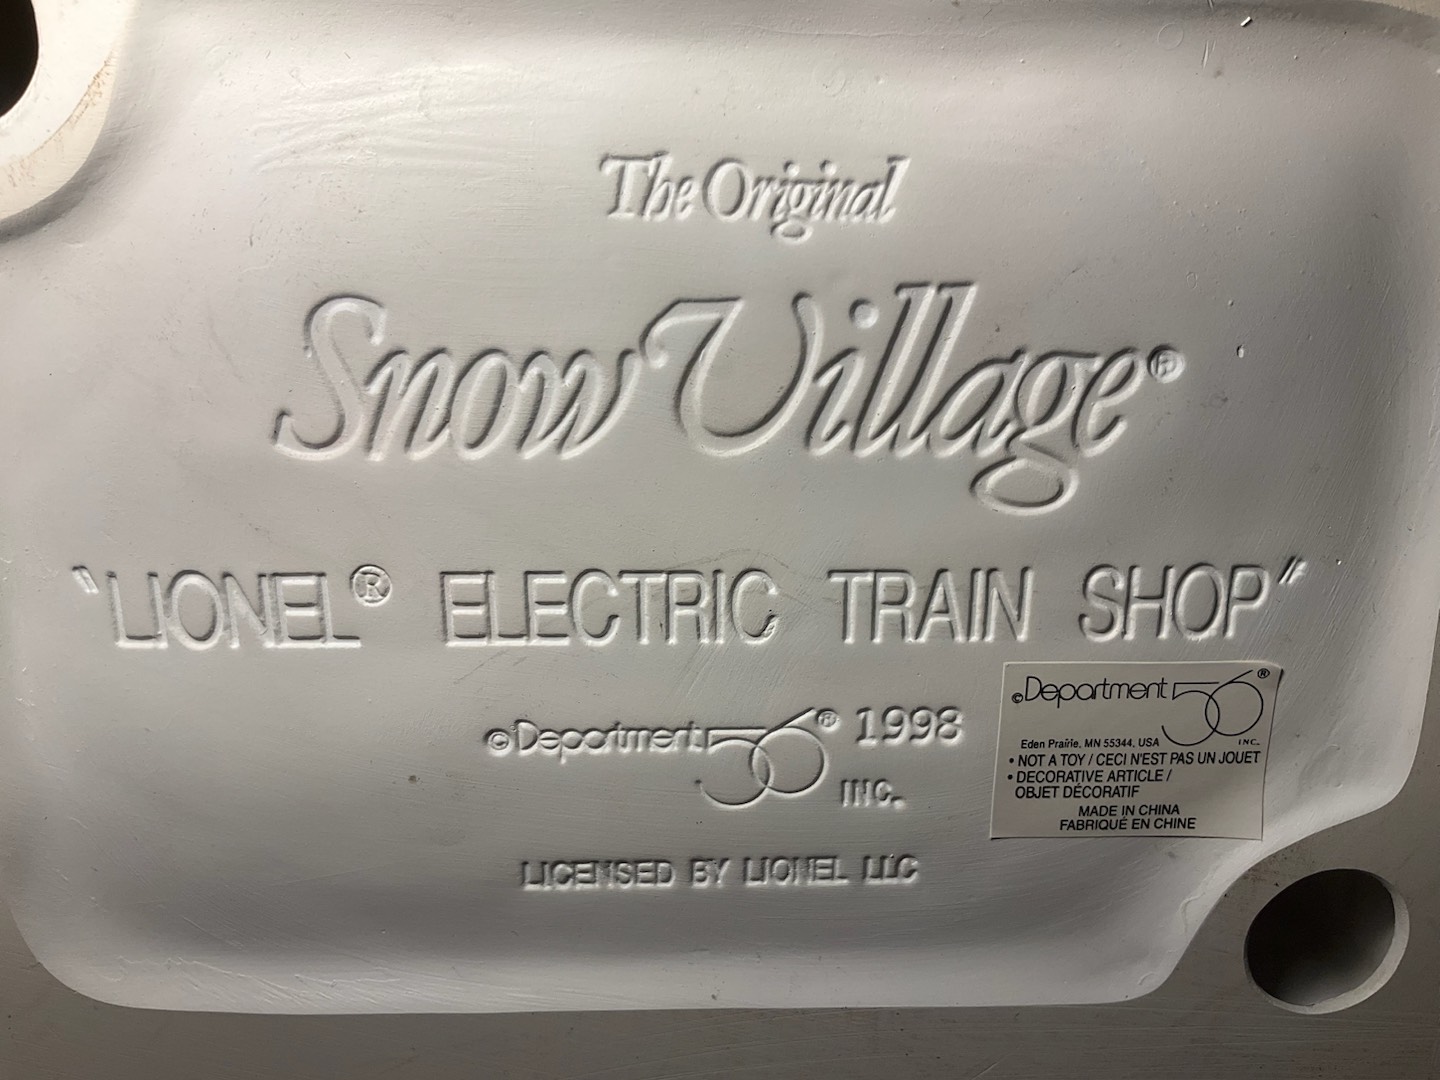 The Original
Snow Village®
"LIONEL® ELECTRIC TRAIN SHOP"
©Department 56® 1998
INC.
LICENSED BY LIONEL LLC
©Department 56®
Eden Prairie, MN 55344, USA INC.
• NOT A TOY / CECI N'EST PAS UN JOUET
• DECORATIVE ARTICLE /
OBJET DÉCORATIF
MADE IN CHINA
FABRIQUÉ EN CHINE